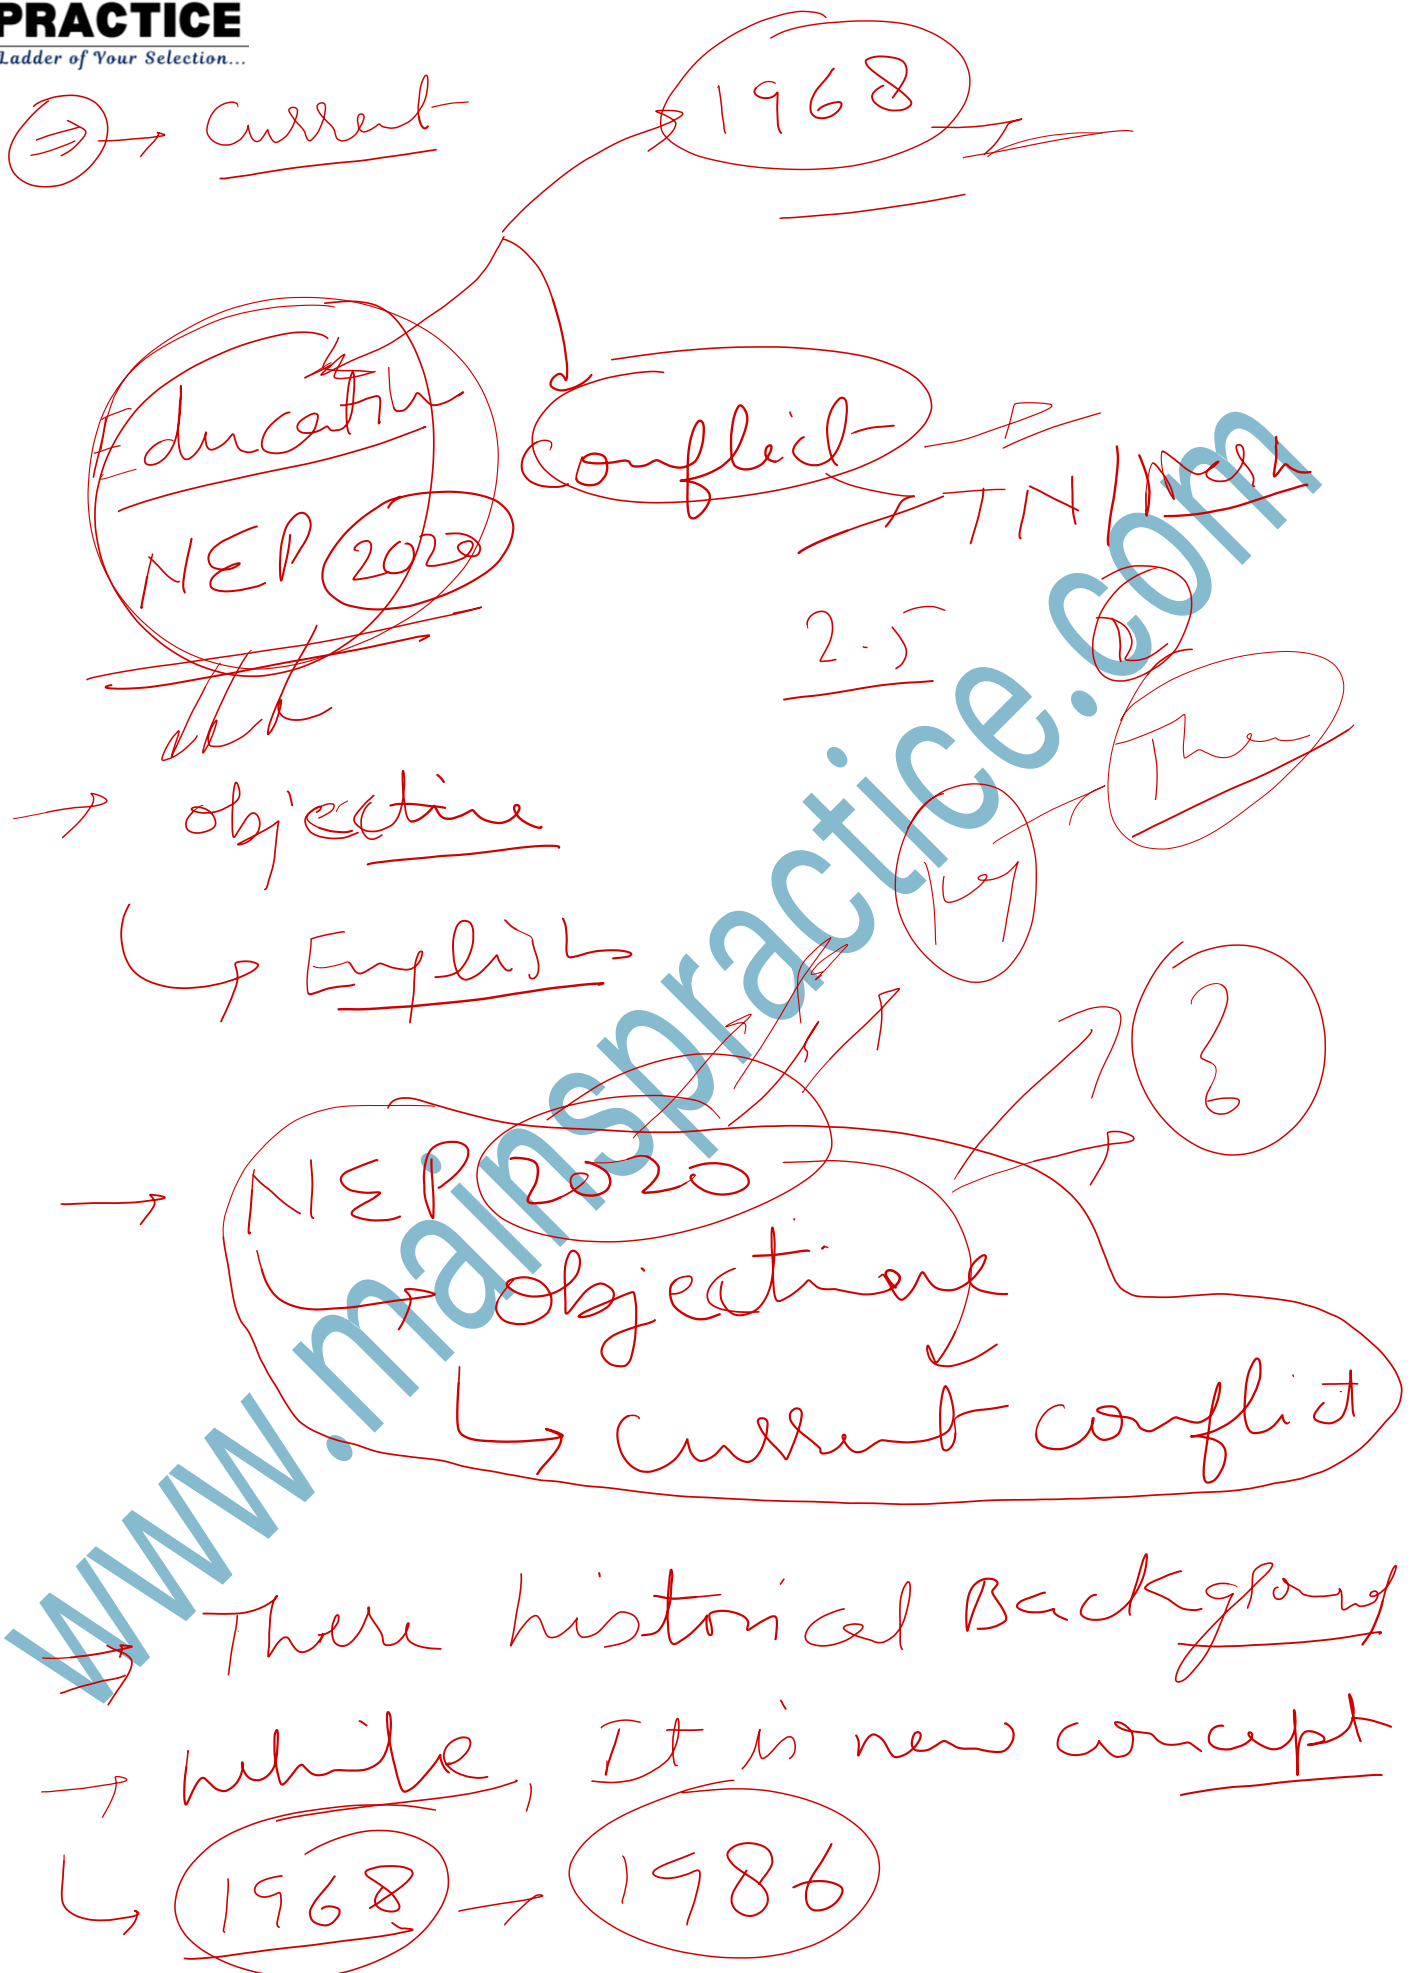 PRACTICE
Ladder of Your Selection...
Current
1968
Education
NEP 2020
Conflict
TN/
2.5
objective
English
NEP 2020
objective
Current conflict
There historical Background
while, It is new concept
1968 → 1986
www.mainspractice.com